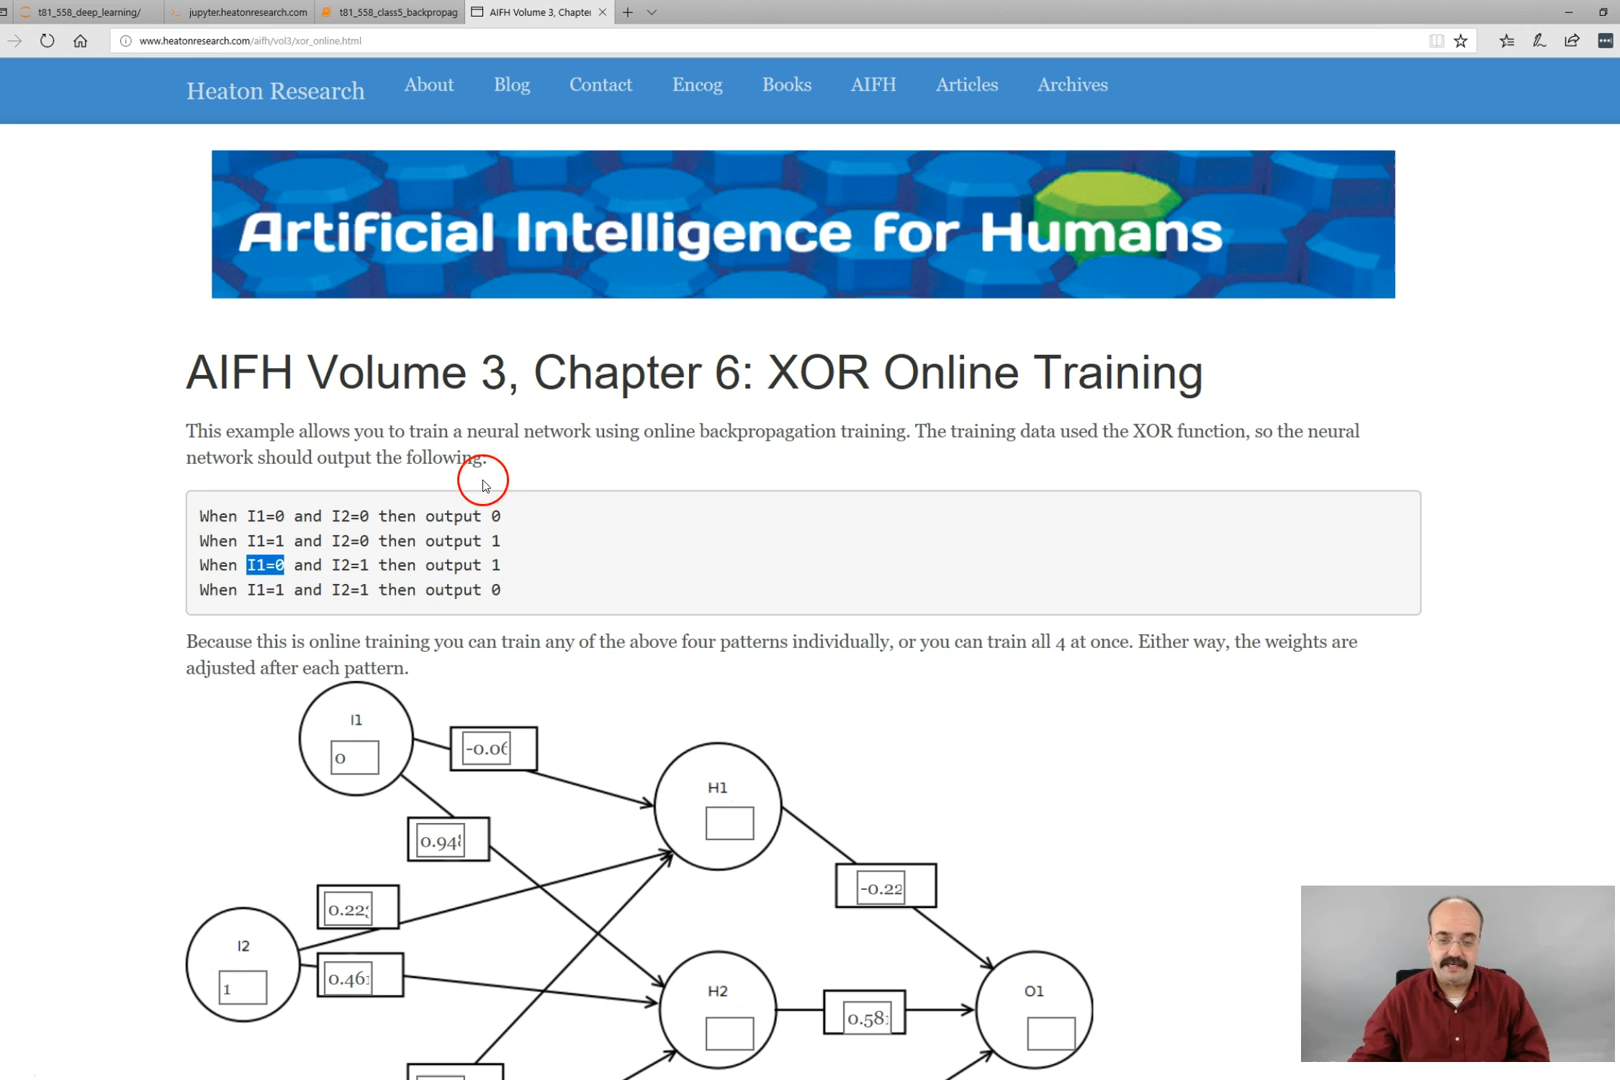 t81_558_deep_learning/
jupyter.heatonresearch.com
t81_558_class5_backpropag
AIFH Volume 3, Chapter
www.heatonresearch.com/aifh/vol3/xor_online.html
Heaton Research
About
Blog
Contact
Encog
Books
AIFH
Articles
Archives
Artificial Intelligence for Humans
AIFH Volume 3, Chapter 6: XOR Online Training
This example allows you to train a neural network using online backpropagation training. The training data used the XOR function, so the neural
network should output the following:
When I1=0 and I2=0 then output 0
When I1=1 and I2=0 then output 1
When I1=0 and I2=1 then output 1
When I1=1 and I2=1 then output 0
Because this is online training you can train any of the above four patterns individually, or you can train all 4 at once. Either way, the weights are
adjusted after each pattern.
I1
0
-0.06
H1
0.948
-0.22
0.22
I2
1
0.461
H2
0.58
O1